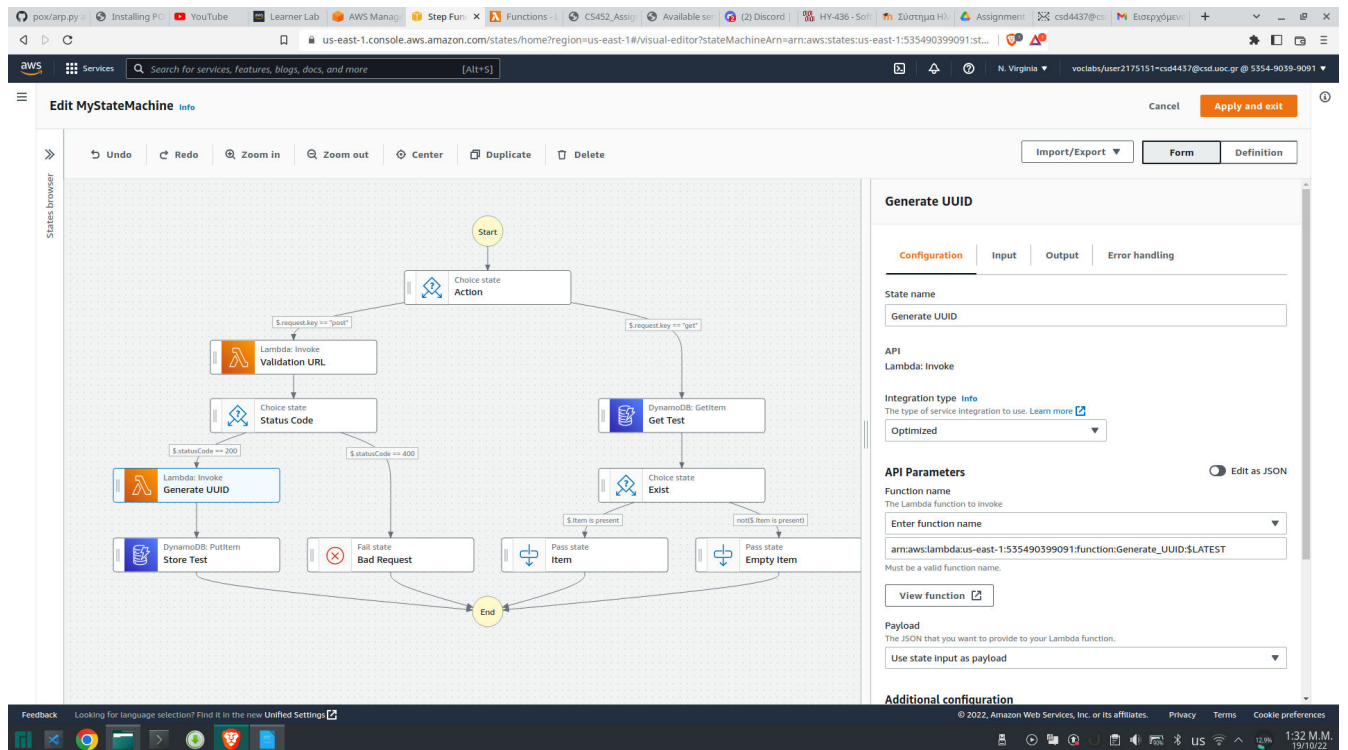 pox/arp.py a
Installing PO
YouTube
Learner Lab
AWS Manag
Step Fun
Functions - L
CS452_Assig
Available ser
(2) Discord |
HY-436 - Sof
Σύστημα Ηλ
Assignment
csd4437@cs
Εισερχόμενα
us-east-1.console.aws.amazon.com/states/home?region=us-east-1#/visual-editor?stateMachineArn=arn:aws:states:us-east-1:535490399091:st...
aws
Services
Search for services, features, blogs, docs, and more
[Alt+S]
N. Virginia
voclabs/user2175151=csd4437@csd.uoc.gr @ 5354-9039-9091
Edit MyStateMachine Info
Cancel
Apply and exit
Undo
Redo
Zoom in
Zoom out
Center
Duplicate
Delete
Import/Export
Form
Definition
States browser
Start
Choice state
Action
$.request.key == "post"
$.request.key == "get"
Lambda: Invoke
Validation URL
Choice state
Status Code
DynamoDB: GetItem
Get Test
$.statusCode == 200
$.statusCode == 400
Lambda: Invoke
Generate UUID
Choice state
Exist
$.Item is present
not($.Item is present)
DynamoDB: PutItem
Store Test
Fail state
Bad Request
Pass state
Item
Pass state
Empty Item
End
Generate UUID
Configuration
Input
Output
Error handling
State name
Generate UUID
API
Lambda: Invoke
Integration type Info
The type of service integration to use. Learn more
Optimized
API Parameters
Edit as JSON
Function name
The Lambda function to invoke
Enter function name
arn:aws:lambda:us-east-1:535490399091:function:Generate_UUID:$LATEST
Must be a valid function name.
View function
Payload
The JSON that you want to provide to your Lambda function.
Use state input as payload
Additional configuration
Feedback
Looking for language selection? Find it in the new Unified Settings
© 2022, Amazon Web Services, Inc. or its affiliates.
Privacy
Terms
Cookie preferences
US
12,9%
1:32 Μ.Μ.
19/10/22